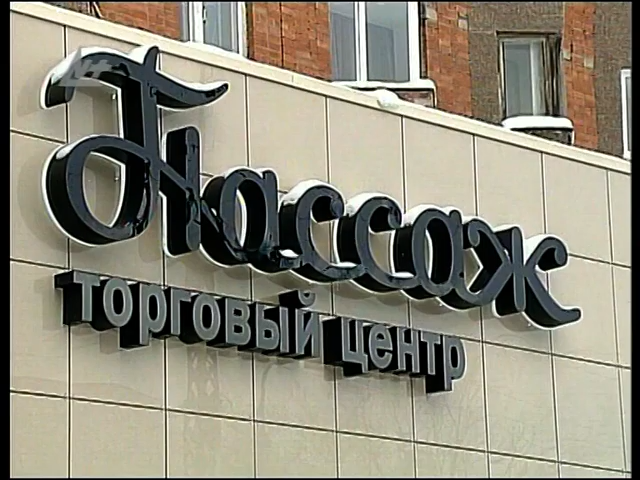 Пассаж
торговый центр